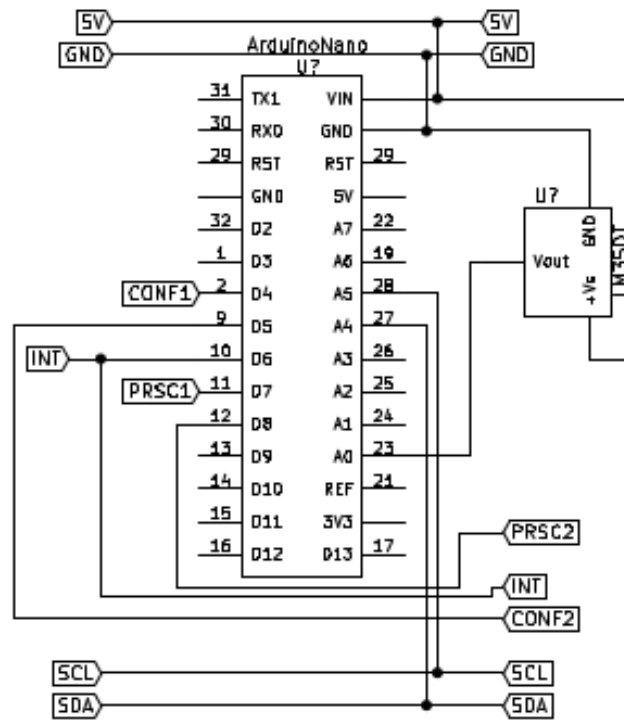 5V 5V
GND GND
ArduinoNano
U?
31 TX1 VIN
30 RX0 GND
29 RST RST 29
GND 5V
32 D2 A7 22
1 D3 A6 19
CONF1 2 D4 A5 28
9 D5 A4 27
INT 10 D6 A3 26
PRSC1 11 D7 A2 25
12 D8 A1 24
13 D9 A0 23
14 D10 REF 21
15 D11 3V3
16 D12 D13 17
U?
GND
Vout
+Vs
LM35DT
PRSC2
INT
CONF2
SCL SCL
SDA SDA